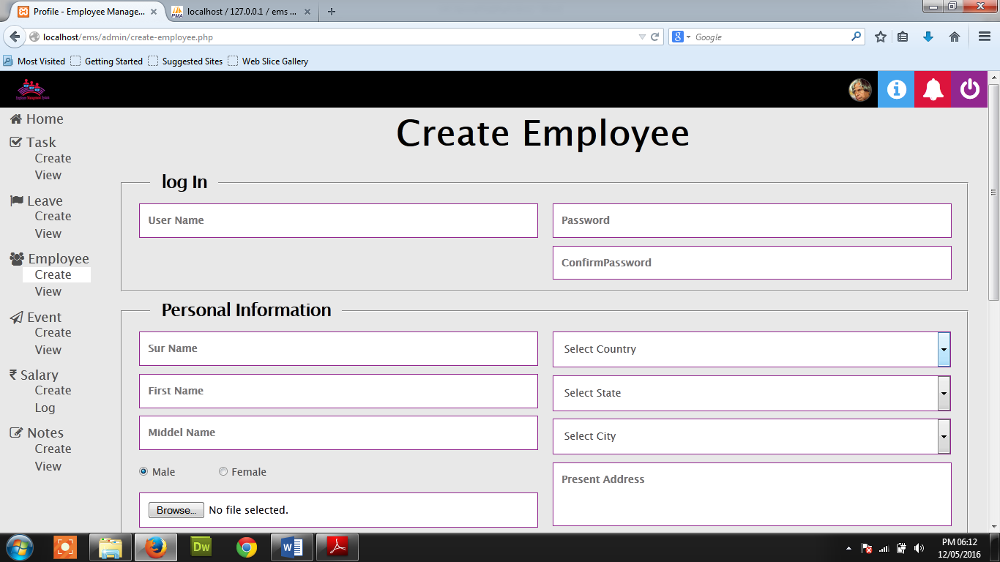 Profile - Employee Manage...
localhost / 127.0.0.1 / ems ...
localhost/ems/admin/create-employee.php
Google
Most Visited
Getting Started
Suggested Sites
Web Slice Gallery
Employee Management System
Home
Task
Create
View
Leave
Create
View
Employee
Create
View
Event
Create
View
₹ Salary
Create
Log
Notes
Create
View
Create Employee
log In
User Name
Password
ConfirmPassword
Personal Information
Sur Name
First Name
Middel Name
Male
Female
Browse...
No file selected.
Select Country
Select State
Select City
Present Address
PM 06:12
12/05/2016